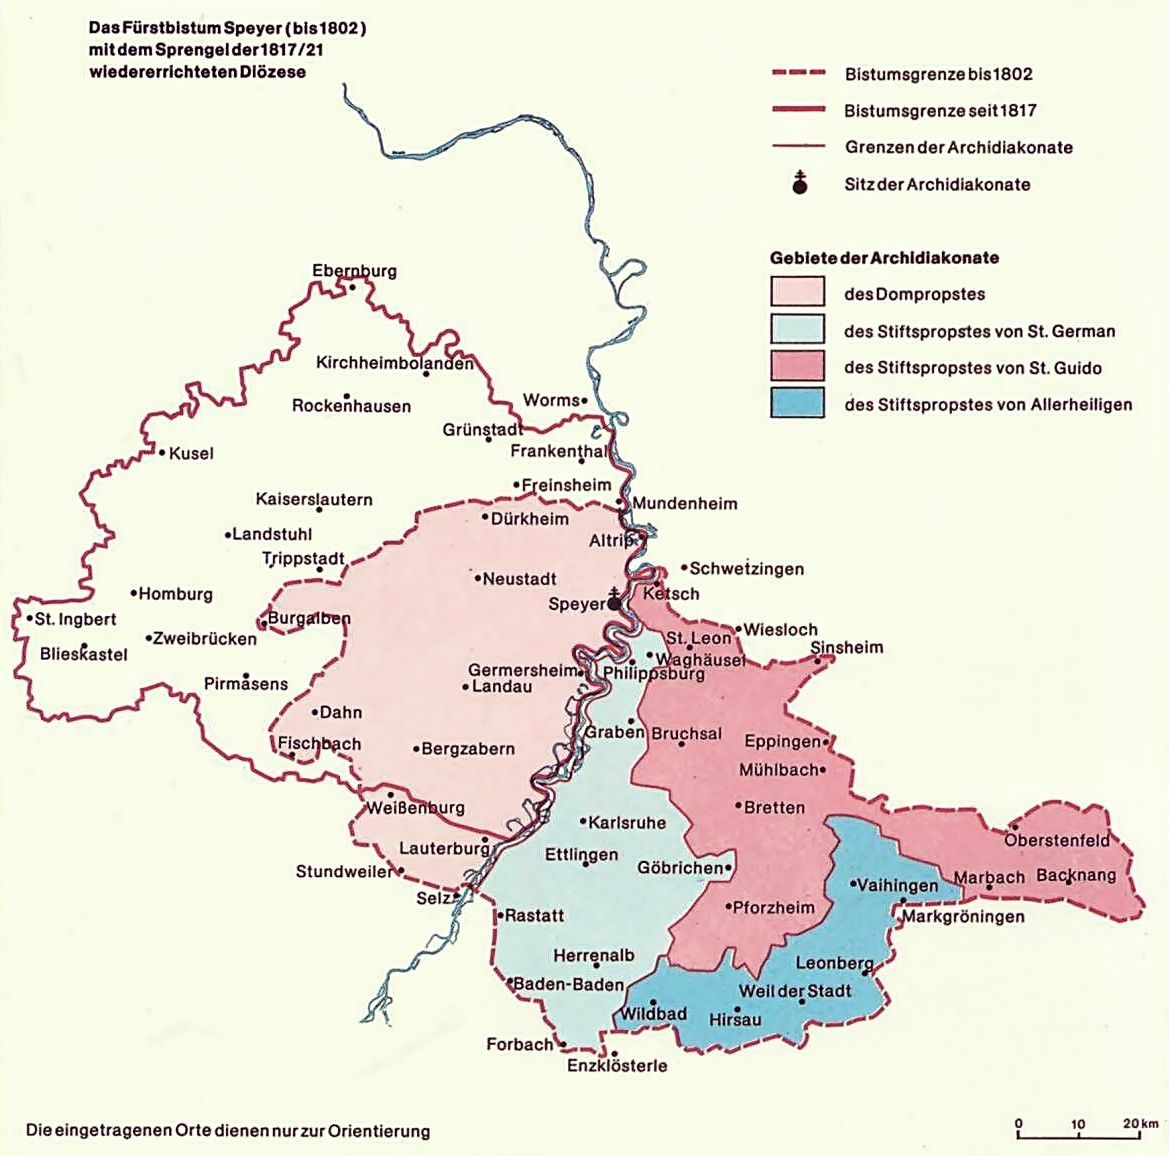 Das Fürstbistum Speyer (bis 1802)
mit dem Sprengel der 1817/21
wiedererrichteten Diözese
Bistumsgrenze bis 1802
Bistumsgrenze seit 1817
Grenzen der Archidiakonate
Sitz der Archidiakonate
Gebiete der Archidiakonate
des Dompropstes
des Stiftspropstes von St. German
des Stiftspropstes von St. Guido
des Stiftspropstes von Allerheiligen
Ebernburg
Kirchheimbolanden
Rockenhausen
Worms
Grünstadt
Kusel
Frankenthal
Freinsheim
Kaiserslautern
Mundenheim
Dürkheim
Landstuhl
Altrip
Trippstadt
Schwetzingen
Neustadt
Homburg
Ketsch
Speyer
St. Ingbert
Burgalben
Wiesloch
Zweibrücken
St. Leon
Sinsheim
Blieskastel
Waghäusel
Germersheim
Philippsburg
Pirmasens
Landau
Dahn
Graben
Bruchsal
Fischbach
Bergzabern
Eppingen
Mühlbach
Weißenburg
Bretten
Karlsruhe
Oberstenfeld
Lauterburg
Ettlingen
Göbrichen
Stundweiler
Vaihingen
Marbach
Backnang
Selz
Rastatt
Pforzheim
Markgröningen
Herrenalb
Leonberg
Baden-Baden
Weil der Stadt
Wildbad
Hirsau
Forbach
Enzklösterle
Die eingetragenen Orte dienen nur zur Orientierung
0 10 20 km